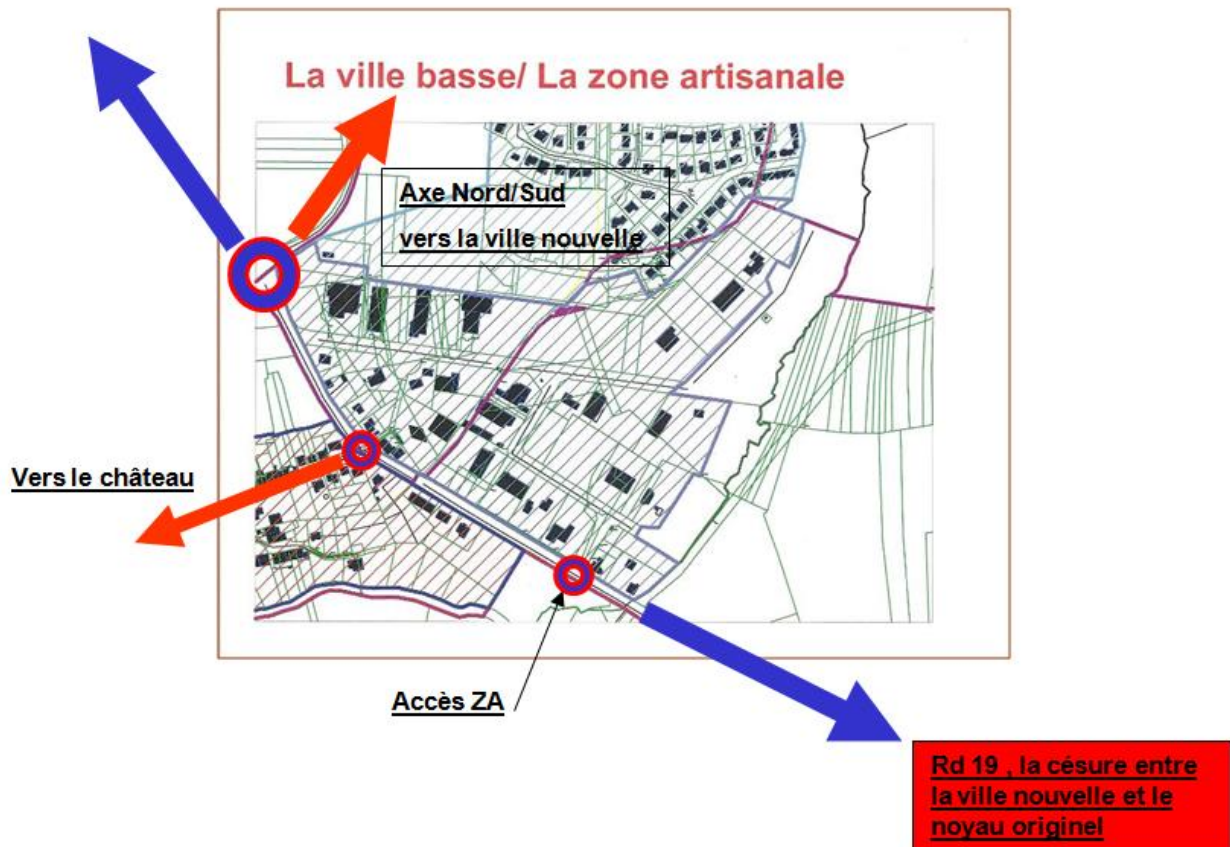 La ville basse/ La zone artisanale
Axe Nord/Sud
vers la ville nouvelle
Vers le château
Accès ZA
Rd 19 , la césure entre
la ville nouvelle et le
noyau originel